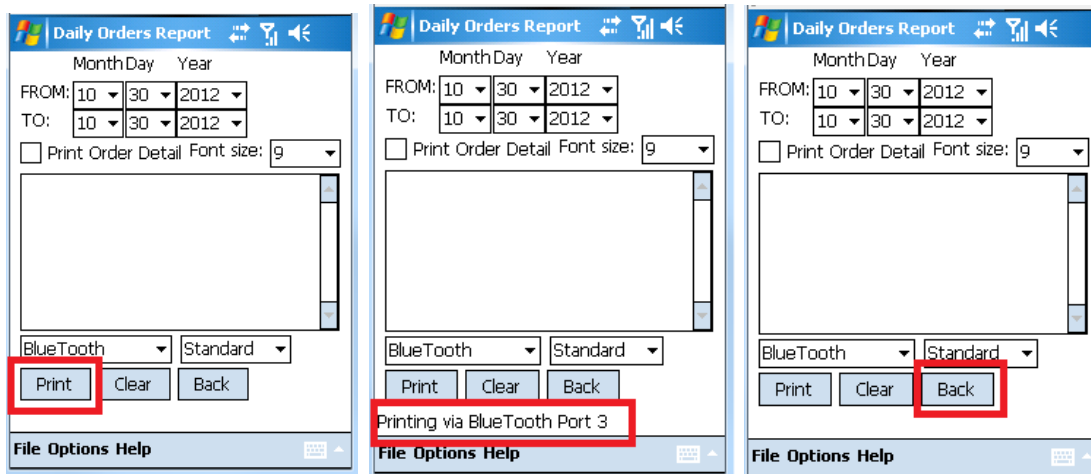 Daily Orders Report
Month Day Year
FROM: 10 30 2012
TO: 10 30 2012
Print Order Detail Font size: 9
BlueTooth Standard
Print Clear Back
File Options Help
Daily Orders Report
Month Day Year
FROM: 10 30 2012
TO: 10 30 2012
Print Order Detail Font size: 9
BlueTooth Standard
Print Clear Back
Printing via BlueTooth Port 3
File Options Help
Daily Orders Report
Month Day Year
FROM: 10 30 2012
TO: 10 30 2012
Print Order Detail Font size: 9
BlueTooth Standard
Print Clear Back
File Options Help